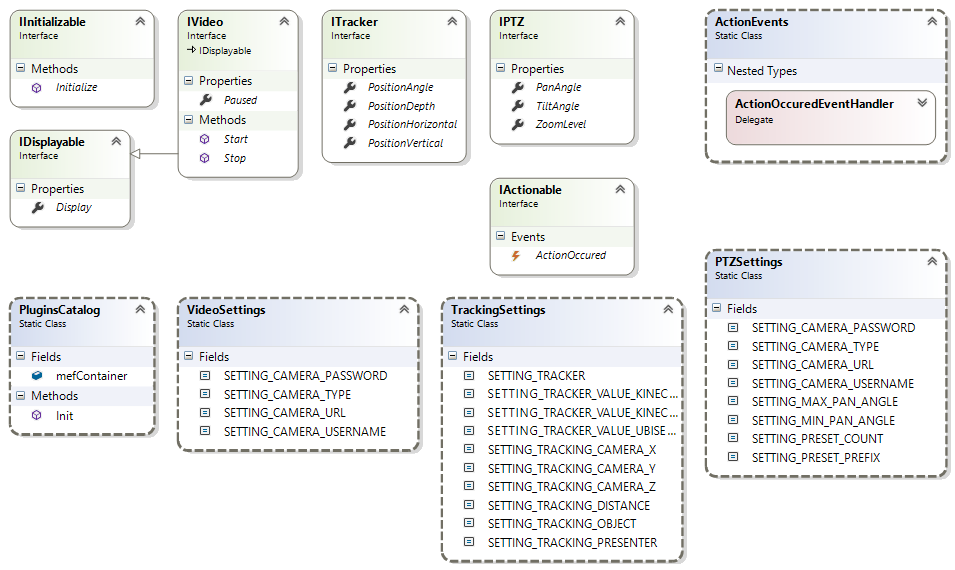 IInitializable
Interface
Methods
Initialize
IDisplayable
Interface
Properties
Display
IVideo
Interface
IDisplayable
Properties
Paused
Methods
Start
Stop
ITracker
Interface
Properties
PositionAngle
PositionDepth
PositionHorizontal
PositionVertical
IPTZ
Interface
Properties
PanAngle
TiltAngle
ZoomLevel
IActionable
Interface
Events
ActionOccured
ActionEvents
Static Class
Nested Types
ActionOccuredEventHandler
Delegate
PluginsCatalog
Static Class
Fields
mefContainer
Methods
Init
VideoSettings
Static Class
Fields
SETTING_CAMERA_PASSWORD
SETTING_CAMERA_TYPE
SETTING_CAMERA_URL
SETTING_CAMERA_USERNAME
TrackingSettings
Static Class
Fields
SETTING_TRACKER
SETTING_TRACKER_VALUE_KINEC...
SETTING_TRACKER_VALUE_KINEC...
SETTING_TRACKER_VALUE_UBISE...
SETTING_TRACKING_CAMERA_X
SETTING_TRACKING_CAMERA_Y
SETTING_TRACKING_CAMERA_Z
SETTING_TRACKING_DISTANCE
SETTING_TRACKING_OBJECT
SETTING_TRACKING_PRESENTER
PTZSettings
Static Class
Fields
SETTING_CAMERA_PASSWORD
SETTING_CAMERA_TYPE
SETTING_CAMERA_URL
SETTING_CAMERA_USERNAME
SETTING_MAX_PAN_ANGLE
SETTING_MIN_PAN_ANGLE
SETTING_PRESET_COUNT
SETTING_PRESET_PREFIX